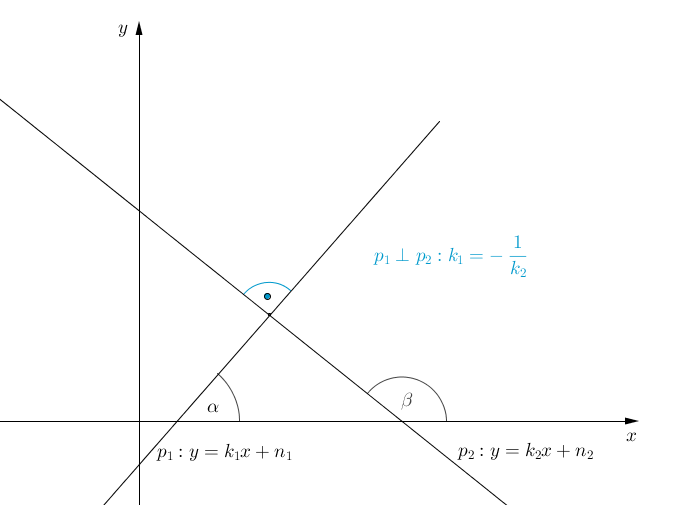 y
p₁ ⊥ p₂ : k₁ = − 1/k₂
α
β
x
p₁ : y = k₁x + n₁
p₂ : y = k₂x + n₂